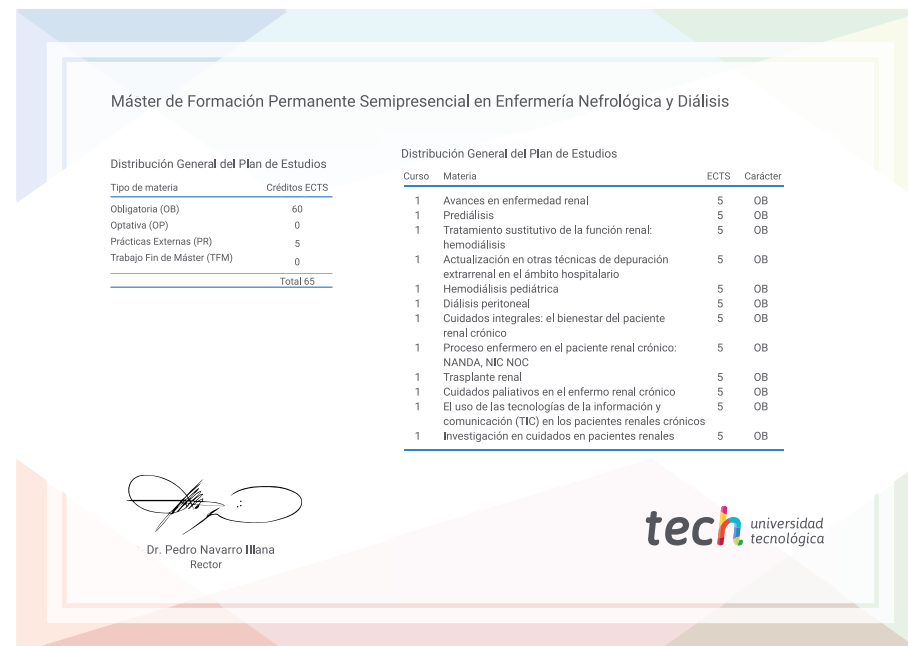 Máster de Formación Permanente Semipresencial en Enfermería Nefrológica y Diálisis
Distribución General del Plan de Estudios
Tipo de materia Créditos ECTS
Obligatoria (OB) 60
Optativa (OP) 0
Prácticas Externas (PR) 5
Trabajo Fin de Máster (TFM) 0
Total 65
Distribución General del Plan de Estudios
Curso Materia ECTS Carácter
1 Avances en enfermedad renal 5 OB
1 Prediálisis 5 OB
1 Tratamiento sustitutivo de la función renal: 5 OB
hemodiálisis
1 Actualización en otras técnicas de depuración 5 OB
extrarrenal en el ámbito hospitalario
1 Hemodiálisis pediátrica 5 OB
1 Diálisis peritoneal 5 OB
1 Cuidados integrales: el bienestar del paciente 5 OB
renal crónico
1 Proceso enfermero en el paciente renal crónico: 5 OB
NANDA, NIC NOC
1 Trasplante renal 5 OB
1 Cuidados paliativos en el enfermo renal crónico 5 OB
1 El uso de las tecnologías de la información y 5 OB
comunicación (TIC) en los pacientes renales crónicos
1 Investigación en cuidados en pacientes renales 5 OB
Dr. Pedro Navarro Illana
Rector
tech universidad
tecnológica